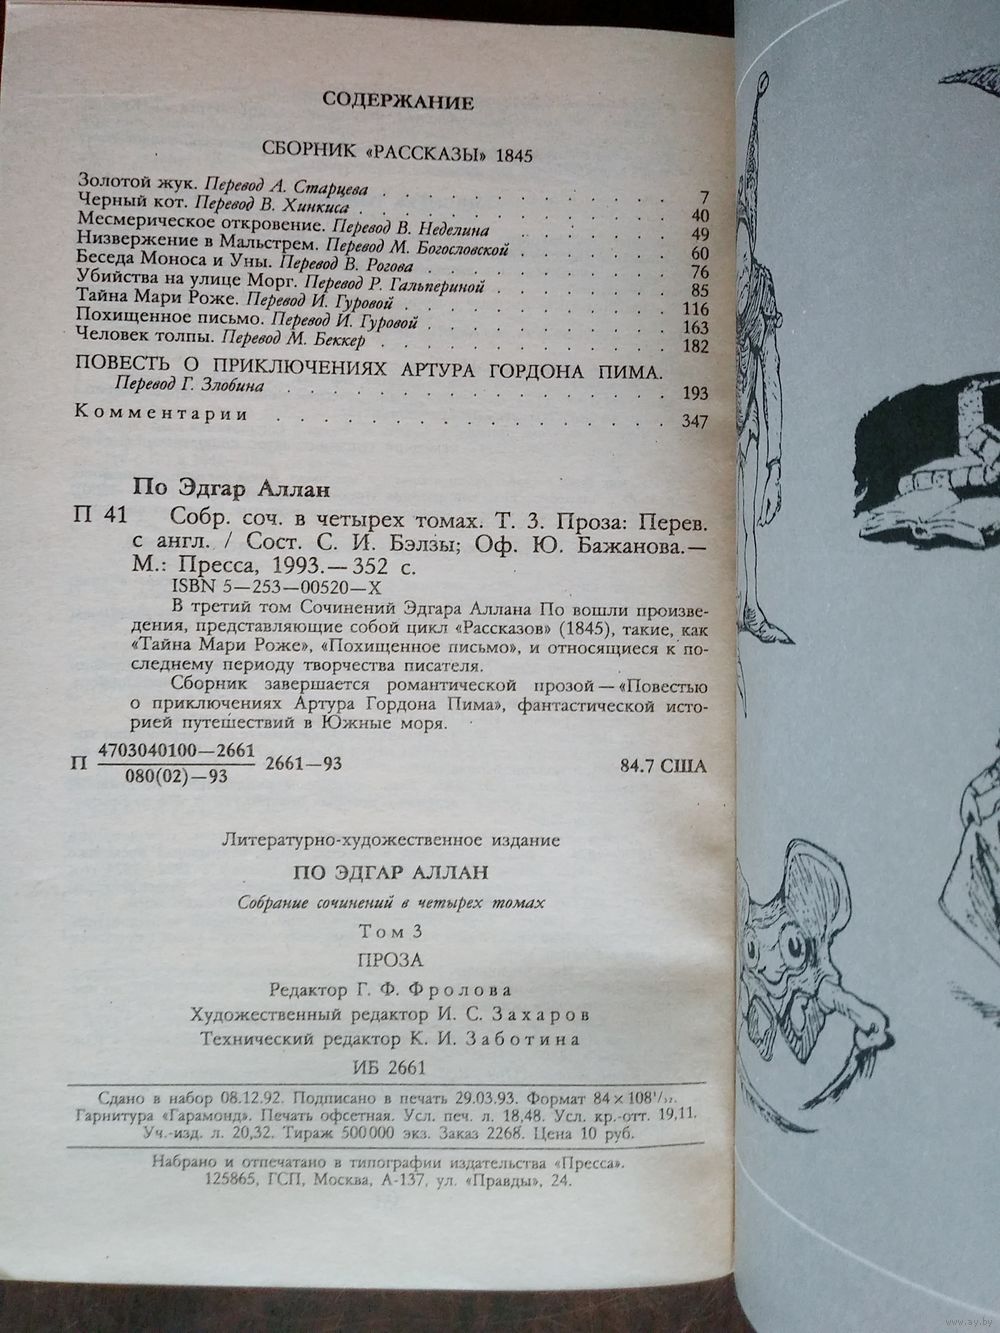 СОДЕРЖАНИЕ
СБОРНИК «РАССКАЗЫ» 1845
Золотой жук. Перевод А. Старцева . . . . . . . . . . . . . 7
Черный кот. Перевод В. Хинкиса . . . . . . . . . . . . . 40
Месмерическое откровение. Перевод В. Неделина . . . . . . . 49
Низвержение в Мальстрем. Перевод М. Богословской . . . . . . . 60
Беседа Моноса и Уны. Перевод В. Рогова . . . . . . . . . . . 76
Убийства на улице Морг. Перевод Р. Гальпериной . . . . . . . . 85
Тайна Мари Роже. Перевод И. Гуровой . . . . . . . . . . . . 116
Похищенное письмо. Перевод И. Гуровой . . . . . . . . . . . 163
Человек толпы. Перевод М. Беккер . . . . . . . . . . . . . 182
ПОВЕСТЬ О ПРИКЛЮЧЕНИЯХ АРТУРА ГОРДОНА ПИМА.
Перевод Г. Злобина . . . . . . . . . . . . . . . . . 193
Комментарии . . . . . . . . . . . . . . . . . 347
По Эдгар Аллан
П 41 Собр. соч. в четырех томах. Т. 3. Проза: Перев.
с англ. / Сост. С. И. Бэлзы; Оф. Ю. Бажанова.—
М.: Пресса, 1993.— 352 с.
ISBN 5—253—00520—X
В третий том Сочинений Эдгара Аллана По вошли произве-
дения, представляющие собой цикл «Рассказов» (1845), такие, как
«Тайна Мари Роже», «Похищенное письмо», и относящиеся к по-
следнему периоду творчества писателя.
Сборник завершается романтической прозой — «Повестью
о приключениях Артура Гордона Пима», фантастической исто-
рией путешествий в Южные моря.
П 4703040100—2661
080(02)—93 2661—93 84.7 США
Литературно-художественное издание
ПО ЭДГАР АЛЛАН
Собрание сочинений в четырех томах
Том 3
ПРОЗА
Редактор Г. Ф. Фролова
Художественный редактор И. С. Захаров
Технический редактор К. И. Заботина
ИБ 2661
Сдано в набор 08.12.92. Подписано в печать 29.03.93. Формат 84×108¹/₃₂.
Гарнитура «Гарамонд». Печать офсетная. Усл. печ. л. 18,48. Усл. кр.-отт. 19,11.
Уч.-изд. л. 20,32. Тираж 500 000 экз. Заказ 2268. Цена 10 руб.
Набрано и отпечатано в типографии издательства «Пресса».
125865, ГСП, Москва, А-137, ул. «Правды», 24.
www.ay.by